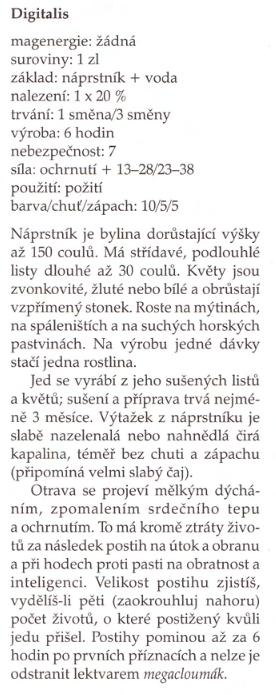 Digitalis
magenergie: žádná
suroviny: 1 zl
základ: náprstník + voda
nalezení: 1 x 20 %
trvání: 1 směna/3 směny
výroba: 6 hodin
nebezpečnost: 7
síla: ochrnutí + 13–28/23–38
použití: požití
barva/chuť/zápach: 10/5/5
Náprstník je bylina dorůstající výšky
až 150 coulů. Má střídavé, podlouhlé
listy dlouhé až 30 coulů. Květy jsou
zvonkovité, žluté nebo bílé a obrůstají
vzpřímený stonek. Roste na mýtinách,
na spáleništích a na suchých horských
pastvinách. Na výrobu jedné dávky
stačí jedna rostlina.
Jed se vyrábí z jeho sušených listů
a květů; sušení a příprava trvá nejmé-
ně 3 měsíce. Výtažek z náprstníku je
slabě nazelenalá nebo nahnědlá čirá
kapalina, téměř bez chuti a zápachu
(připomíná velmi slabý čaj).
Otrava se projeví mělkým dýchá-
ním, zpomalením srdečního tepu
a ochrnutím. To má kromě ztráty živo-
tů za následek postih na útok a obranu
a při hodech proti pasti na obratnost a
inteligenci. Velikost postihu zjistíš,
vydělíš-li pěti (zaokrouhluj nahoru)
počet životů, o které postižený kvůli
jedu přišel. Postihy pominou až za 6
hodin po prvních příznacích a nelze je
odstranit lektvarem megacloumák.